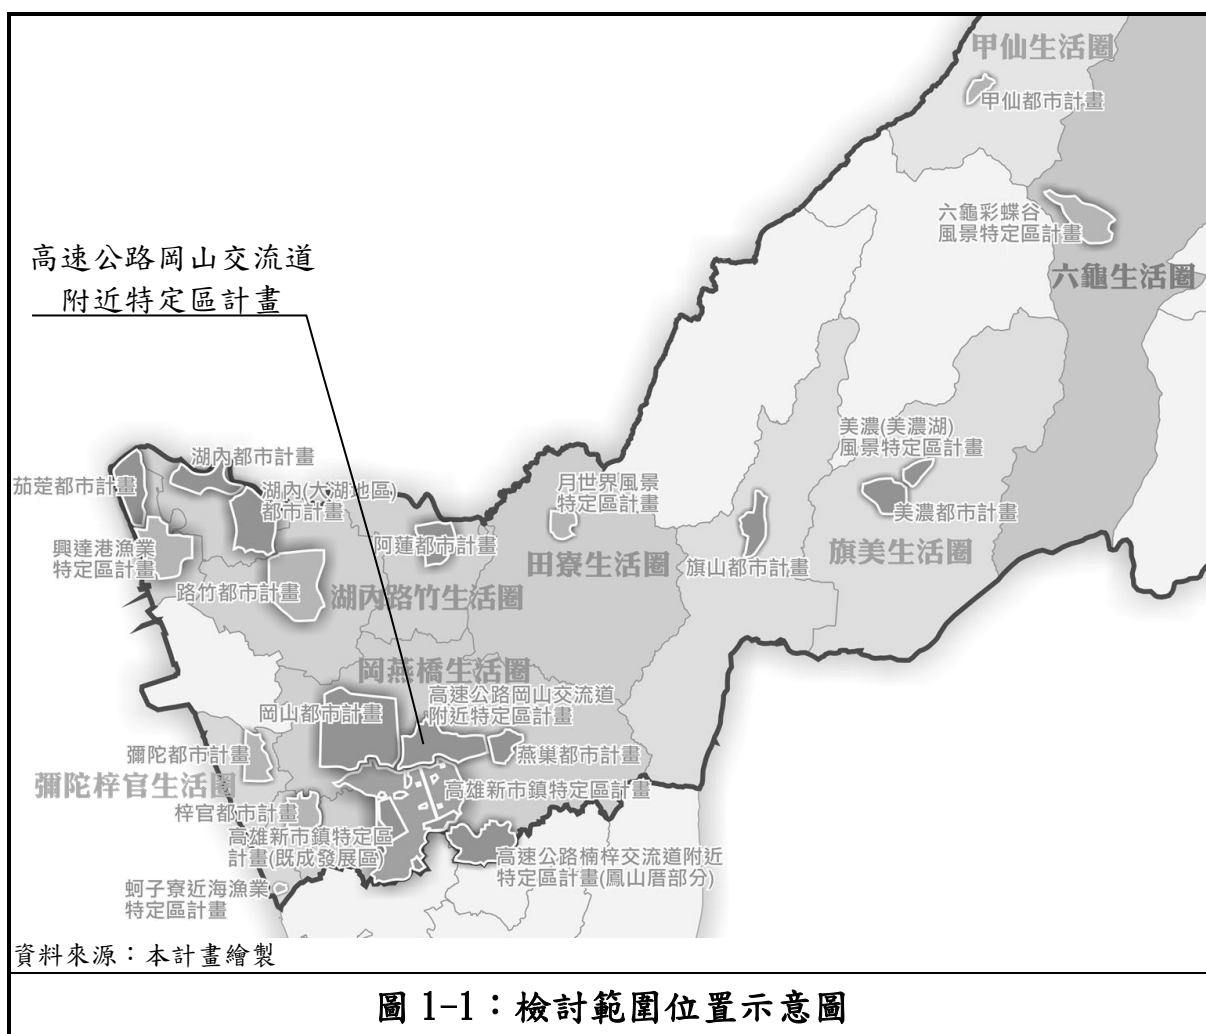 甲仙生活圈
甲仙都市計畫
六龜彩蝶谷
風景特定區計畫
六龜生活圈
高速公路岡山交流道
附近特定區計畫
美濃(美濃湖)
風景特定區計畫
美濃都市計畫
旗美生活圈
湖內都市計畫
茄萣都市計畫
湖內(大湖地區)
都市計畫
月世界風景
特定區計畫
興達港漁業
特定區計畫
阿蓮都市計畫
田寮生活圈
旗山都市計畫
路竹都市計畫
湖內路竹生活圈
岡燕橋生活圈
岡山都市計畫
高速公路岡山交流道
附近特定區計畫
彌陀都市計畫
燕巢都市計畫
彌陀梓官生活圈
高雄新市鎮特定區計畫
梓官都市計畫
高雄新市鎮特定區
計畫(既成發展區)
高速公路楠梓交流道附近
特定區計畫(鳳山厝部分)
蚵子寮近海漁業
特定區計畫
資料來源：本計畫繪製
圖 1-1：檢討範圍位置示意圖